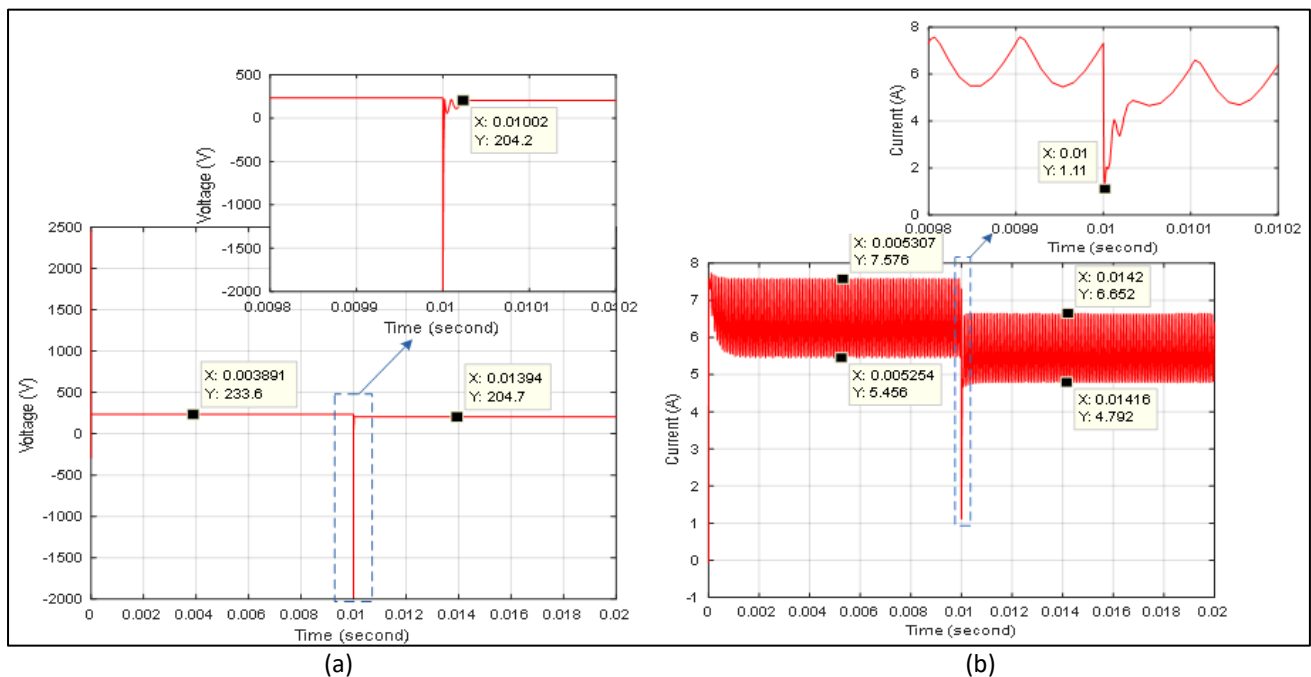 500
0
-500
-1000
-1500
-2000
Voltage (V)
X: 0.01002
Y: 204.2
0.0098
0.0099
0.01
0.0101
0.0402
Time (second)
2500
2000
1500
1000
500
0
-500
-1000
-1500
-2000
Voltage (V)
X: 0.003891
Y: 233.6
X: 0.01394
Y: 204.7
0
0.002
0.004
0.006
0.008
0.01
0.012
0.014
0.016
0.018
0.02
Time (second)
(a)
8
6
4
2
0
Current (A)
X: 0.01
Y: 1.11
0.0098
0.0099
0.01
0.0101
0.0102
Time (second)
8
7
6
5
4
3
2
1
0
-1
Current (A)
X: 0.005307
Y: 7.576
X: 0.0142
Y: 6.652
X: 0.005254
Y: 5.456
X: 0.01416
Y: 4.792
0
0.002
0.004
0.006
0.008
0.01
0.012
0.014
0.016
0.018
0.02
Time (second)
(b)